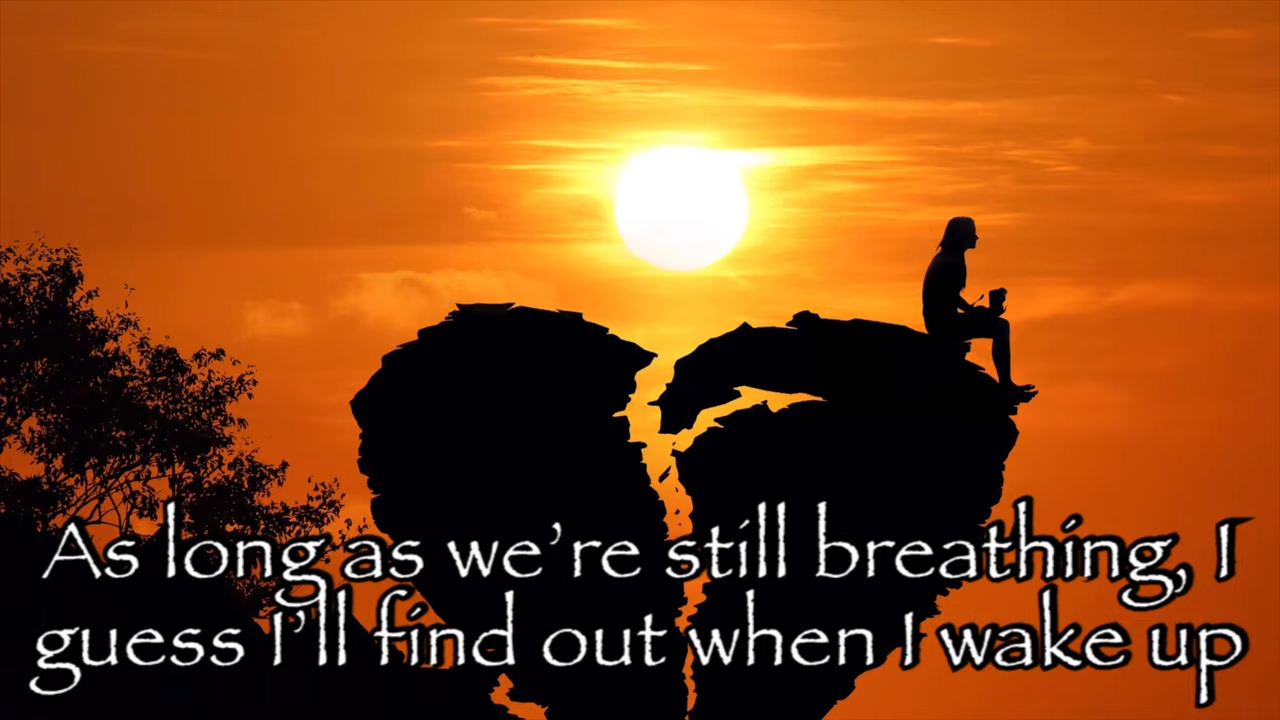 As long as we’re still breathing, I
guess I’ll find out when I wake up